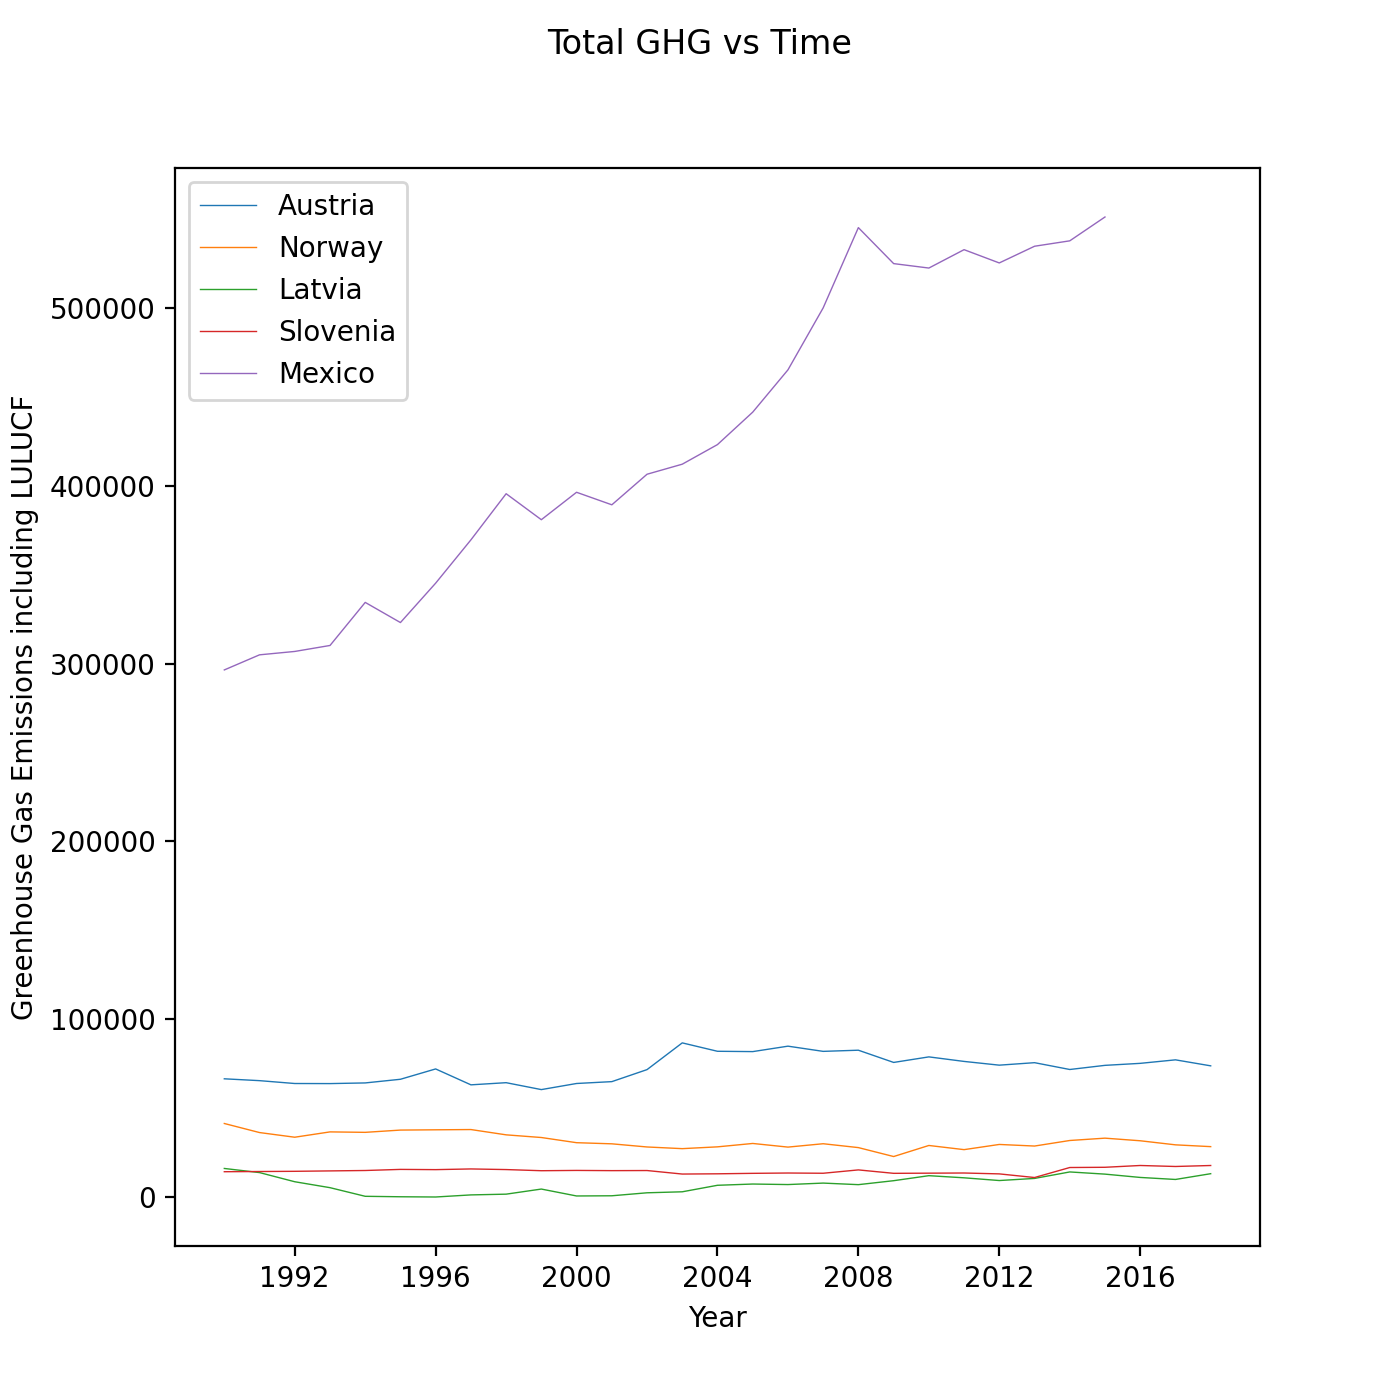 Total GHG vs Time
Austria
Norway
Latvia
Slovenia
Mexico
Greenhouse Gas Emissions including LULUCF
500000
400000
300000
200000
100000
0
1992 1996 2000 2004 2008 2012 2016
Year